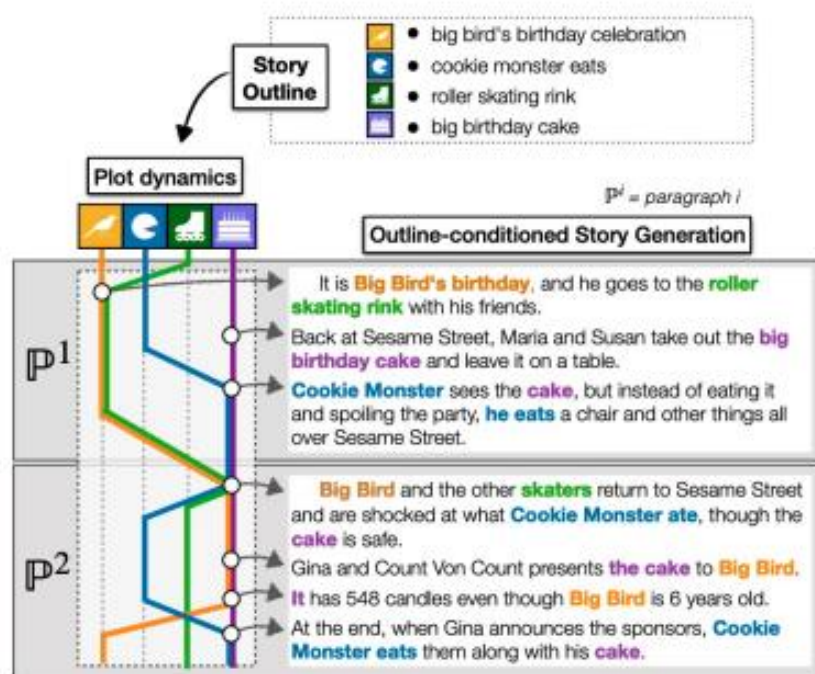 • big bird's birthday celebration
• cookie monster eats
• roller skating rink
• big birthday cake
Story
Outline
Plot dynamics
ℙⁱ = paragraph i
Outline-conditioned Story Generation
ℙ¹
It is Big Bird's birthday, and he goes to the roller
skating rink with his friends.
Back at Sesame Street, Maria and Susan take out the big
birthday cake and leave it on a table.
Cookie Monster sees the cake, but instead of eating it
and spoiling the party, he eats a chair and other things all
over Sesame Street.
ℙ²
Big Bird and the other skaters return to Sesame Street
and are shocked at what Cookie Monster ate, though the
cake is safe.
Gina and Count Von Count presents the cake to Big Bird.
It has 548 candles even though Big Bird is 6 years old.
At the end, when Gina announces the sponsors, Cookie
Monster eats them along with his cake.